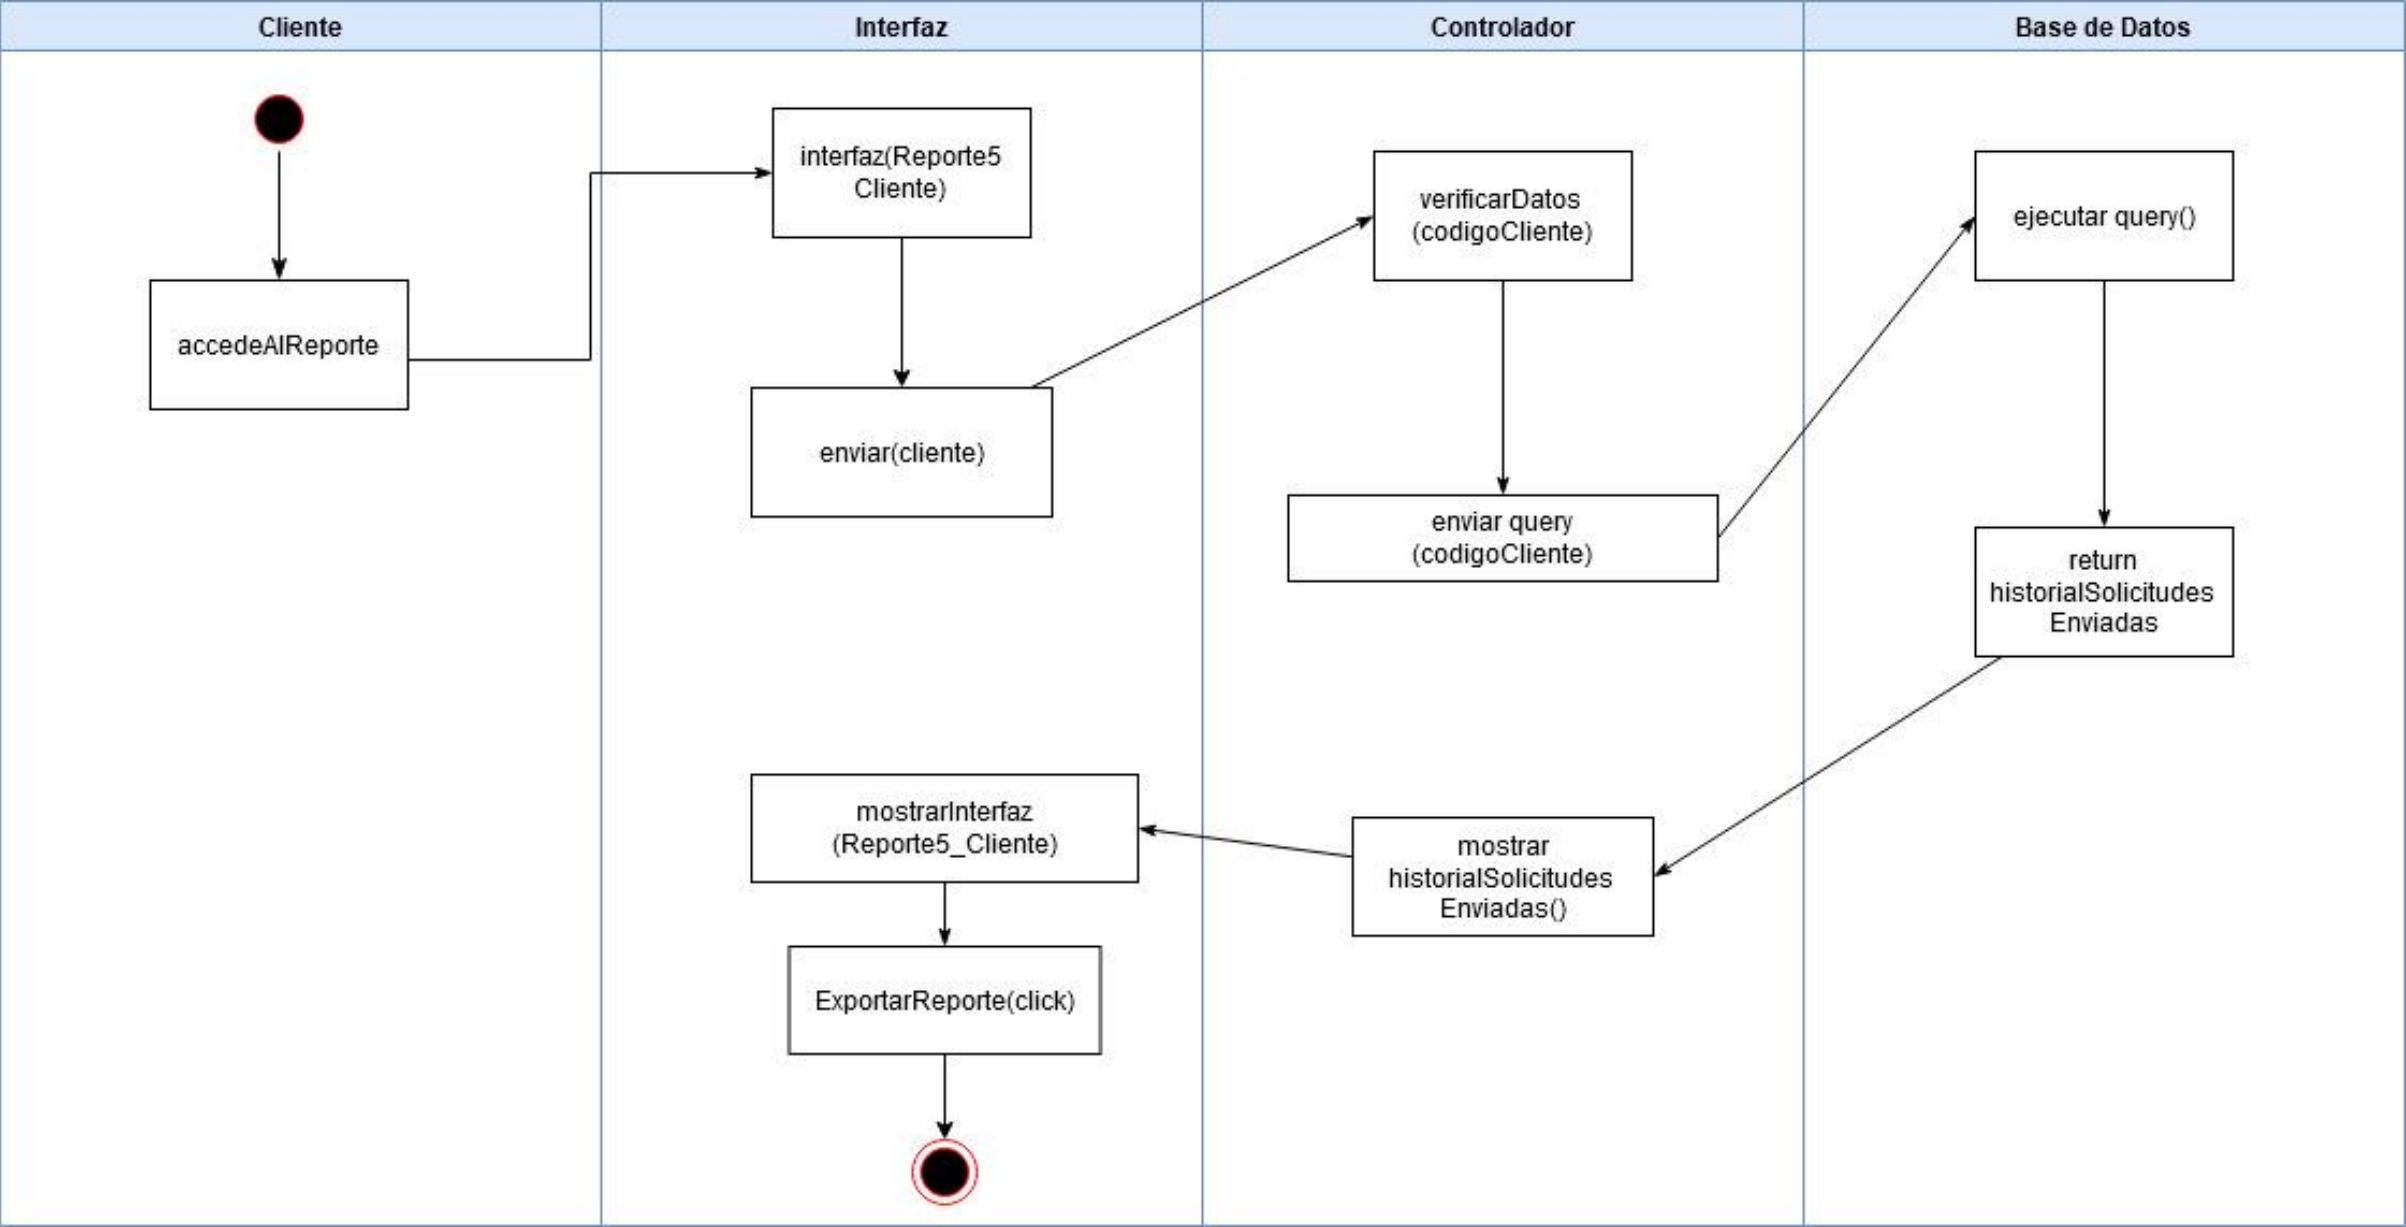 Cliente
Interfaz
Controlador
Base de Datos
accedeAlReporte
interfaz(Reporte5
Cliente)
enviar(cliente)
verificarDatos
(codigoCliente)
enviar query
(codigoCliente)
ejecutar query()
return
historialSolicitudes
Enviadas
mostrar
historialSolicitudes
Enviadas()
mostrarInterfaz
(Reporte5_Cliente)
ExportarReporte(click)